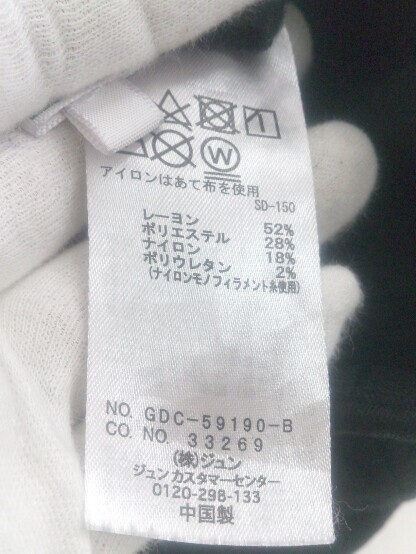 W
アイロンはあて布を使用
SD-150
レーヨン 52%
ポリエステル 28%
ナイロン 18%
ポリウレタン 2%
(ナイロンモノフィラメント糸使用)
NO. GDC-59190-B
CO. NO. 33269
(株)ジュン
ジュンカスタマーセンター
0120-298-133
中国製